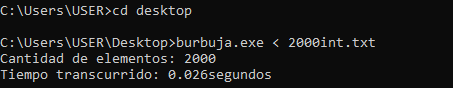 C:\Users\USER>cd desktop
C:\Users\USER\Desktop>burbuja.exe < 2000int.txt
Cantidad de elementos: 2000
Tiempo transcurrido: 0.026segundos